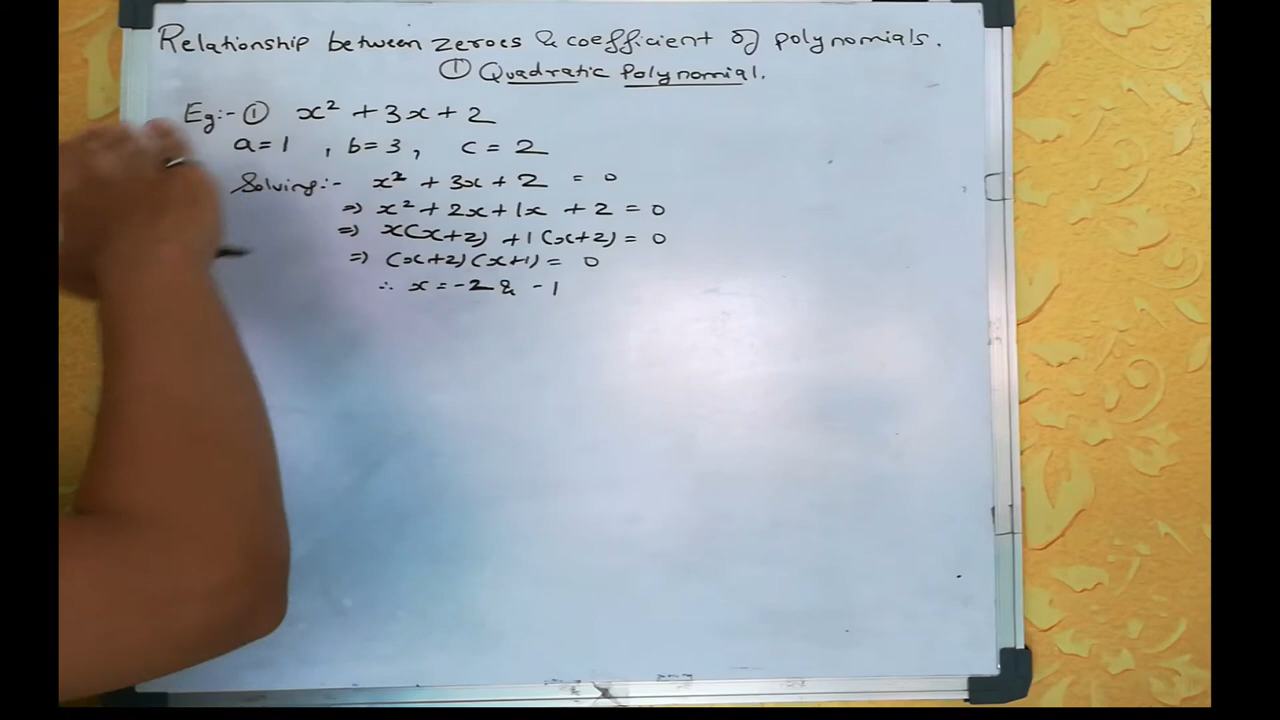 Relationship between zeroes & coefficient of polynomials.
① Quadratic Polynomial.
Eg:- ① x² + 3x + 2
a = 1 , b = 3 , c = 2
Solving:- x² + 3x + 2 = 0
⇒ x² + 2x + 1x + 2 = 0
⇒ x(x+2) + 1(x+2) = 0
⇒ (x+2)(x+1) = 0
∴ x = -2 & -1